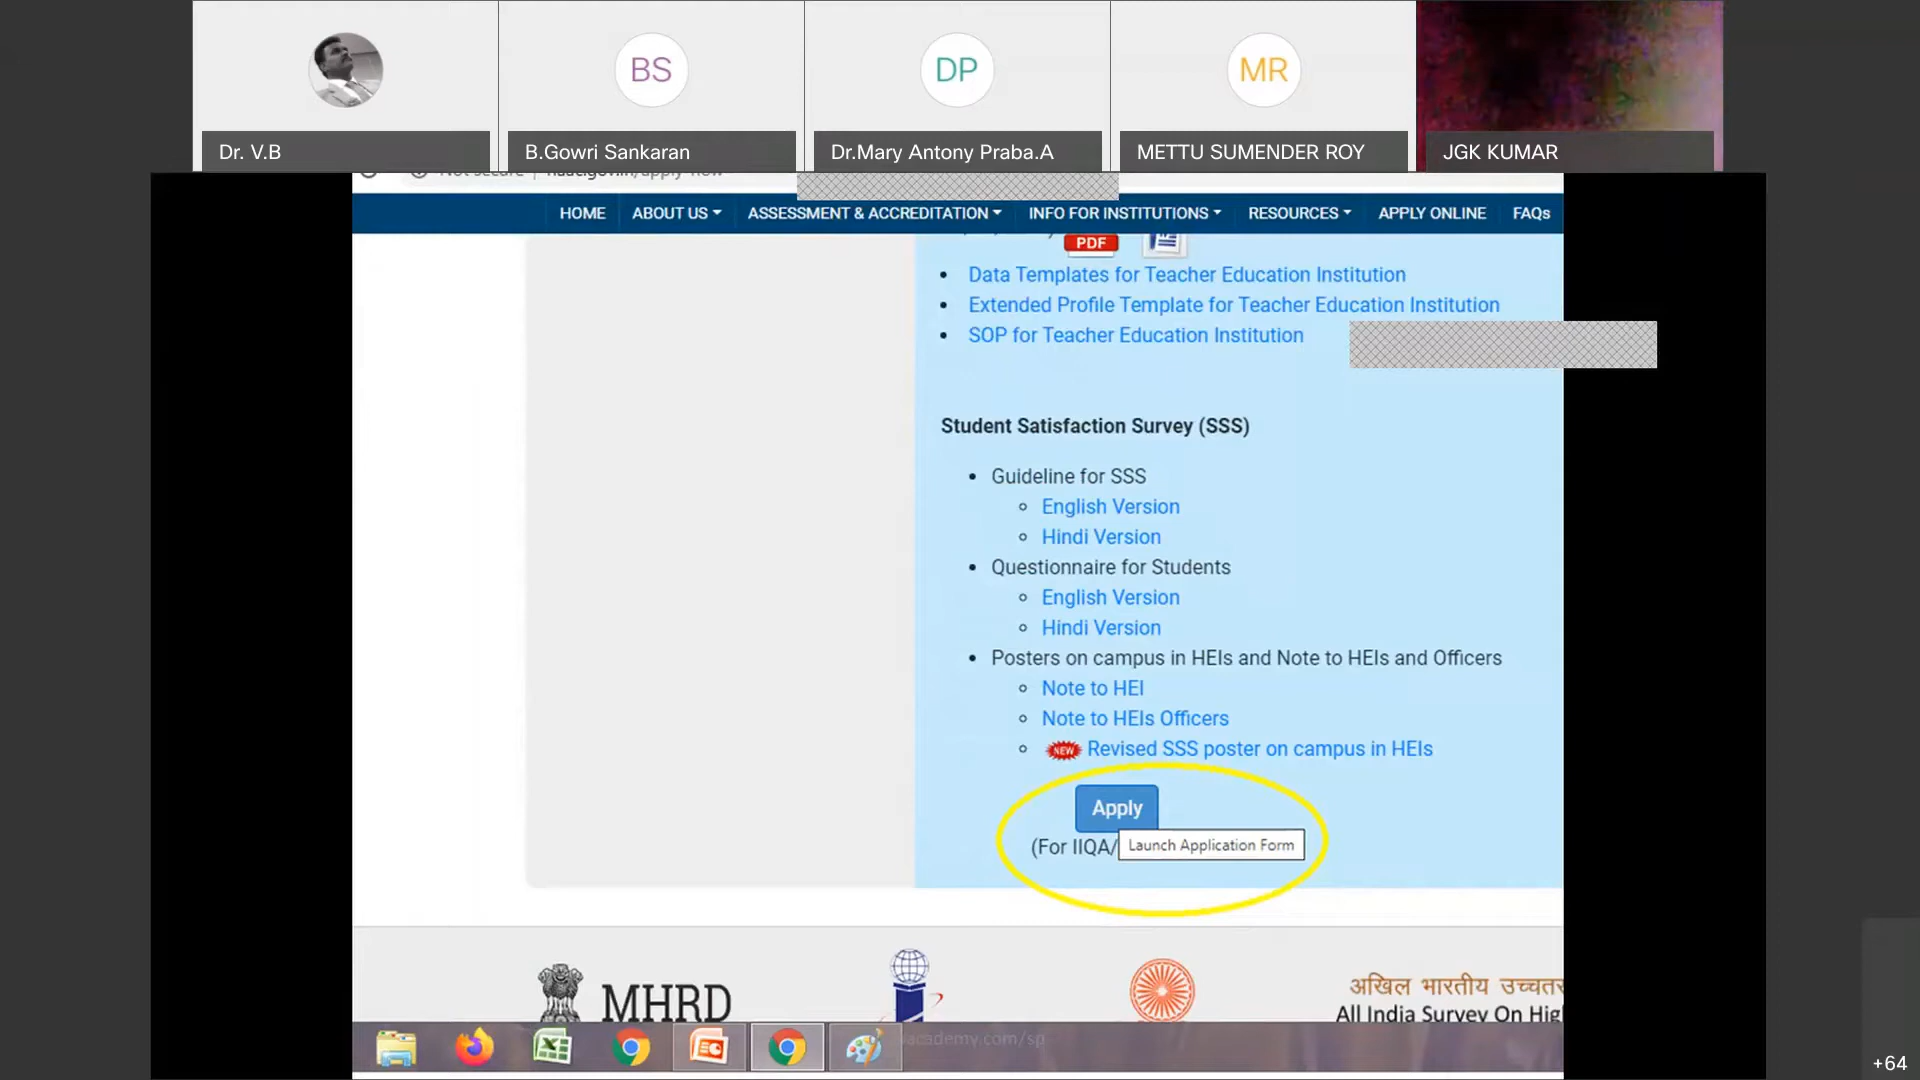 BS
DP
MR
Dr. V.B
B.Gowri Sankaran
Dr.Mary Antony Praba.A
METTU SUMENDER ROY
JGK KUMAR
HOME
ABOUT US
ASSESSMENT & ACCREDITATION
INFO FOR INSTITUTIONS
RESOURCES
APPLY ONLINE
FAQs
PDF
Data Templates for Teacher Education Institution
Extended Profile Template for Teacher Education Institution
SOP for Teacher Education Institution
Student Satisfaction Survey (SSS)
Guideline for SSS
English Version
Hindi Version
Questionnaire for Students
English Version
Hindi Version
Posters on campus in HEIs and Note to HEIs and Officers
Note to HEI
Note to HEIs Officers
NEW Revised SSS poster on campus in HEIs
Apply
(For IIQA/
Launch Application Form
MHRD
अखिल भारतीय
All India Survey On
academy.com/sp
+64